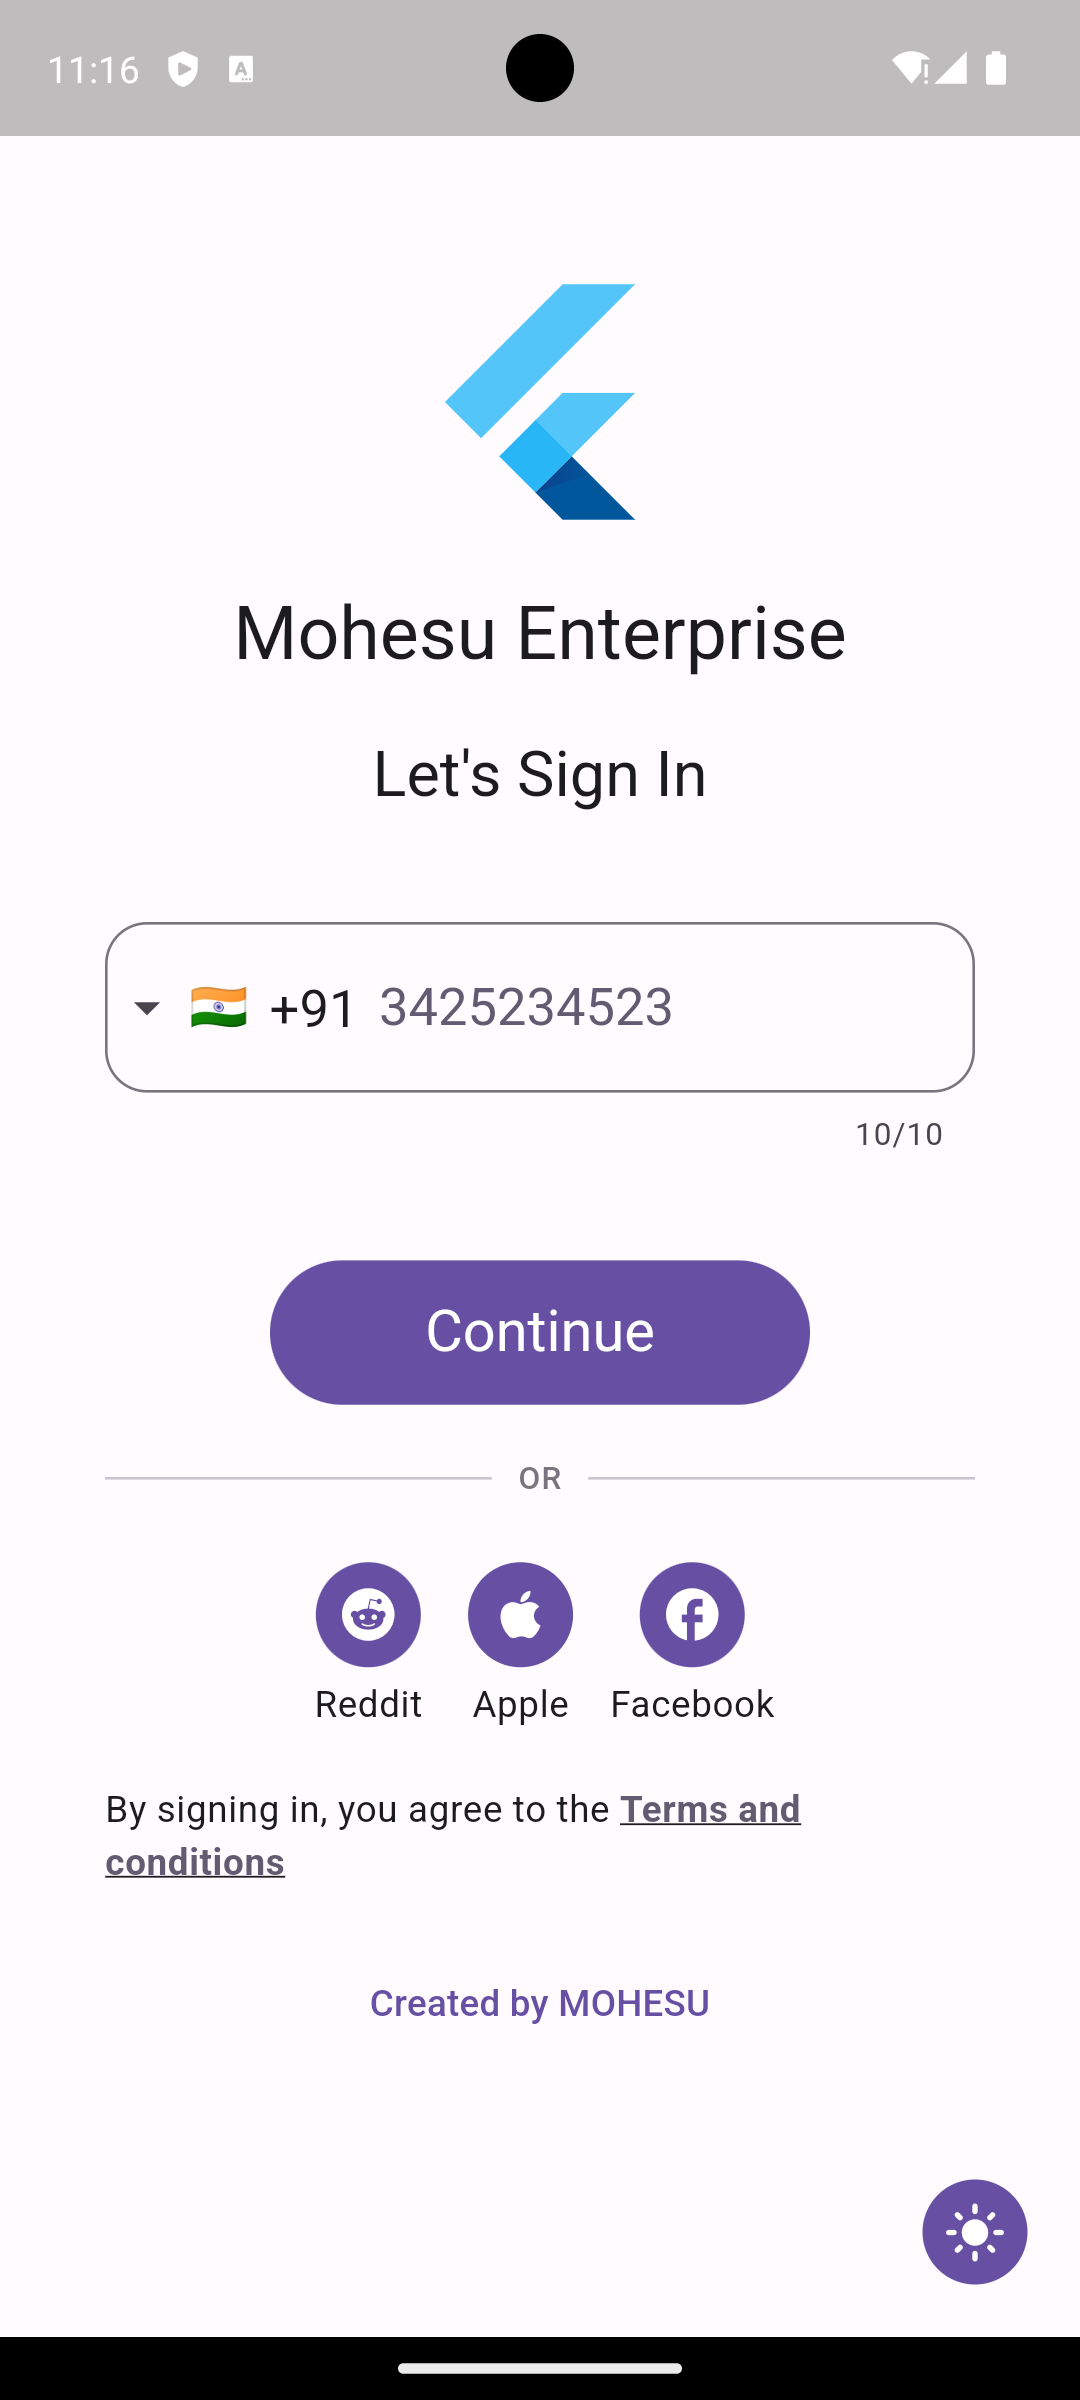 11:16
Mohesu Enterprise
Let's Sign In
+91 3425234523
10/10
Continue
OR
Reddit Apple Facebook
By signing in, you agree to the Terms and
conditions
Created by MOHESU